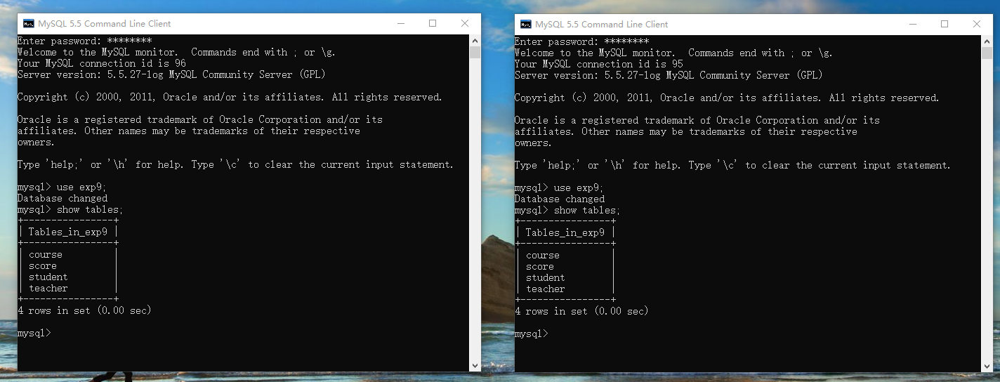 MySQL 5.5 Command Line Client
Enter password: ********
Welcome to the MySQL monitor.  Commands end with ; or \g.
Your MySQL connection id is 96
Server version: 5.5.27-log MySQL Community Server (GPL)
Copyright (c) 2000, 2011, Oracle and/or its affiliates. All rights reserved.
Oracle is a registered trademark of Oracle Corporation and/or its
affiliates. Other names may be trademarks of their respective
owners.
Type 'help;' or '\h' for help. Type '\c' to clear the current input statement.
mysql> use exp9;
Database changed
mysql> show tables;
+----------------+
| Tables_in_exp9 |
+----------------+
| course         |
| score          |
| student        |
| teacher        |
+----------------+
4 rows in set (0.00 sec)
mysql>
MySQL 5.5 Command Line Client
Enter password: ********
Welcome to the MySQL monitor.  Commands end with ; or \g.
Your MySQL connection id is 95
Server version: 5.5.27-log MySQL Community Server (GPL)
Copyright (c) 2000, 2011, Oracle and/or its affiliates. All rights reserved.
Oracle is a registered trademark of Oracle Corporation and/or its
affiliates. Other names may be trademarks of their respective
owners.
Type 'help;' or '\h' for help. Type '\c' to clear the current input statement.
mysql> use exp9;
Database changed
mysql> show tables;
+----------------+
| Tables_in_exp9 |
+----------------+
| course         |
| score          |
| student        |
| teacher        |
+----------------+
4 rows in set (0.00 sec)
mysql>